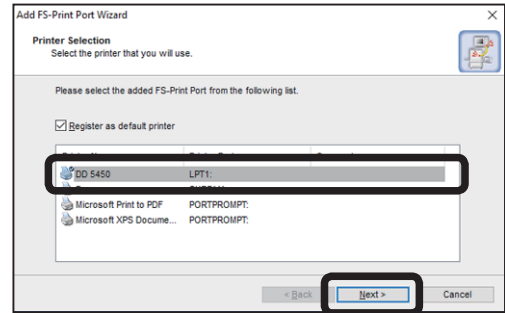 Add FS-Print Port Wizard
Printer Selection
Select the printer that you will use.
Please select the added FS-Print Port from the following list.
Register as default printer
DD 5450 LPT1:
Microsoft Print to PDF PORTPROMPT:
Microsoft XPS Docume... PORTPROMPT:
< Back Next > Cancel